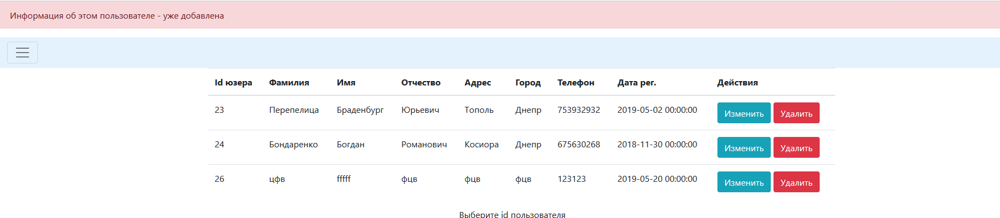 Информация об этом пользователе - уже добавлена
Id юзера Фамилия Имя Отчество Адрес Город Телефон Дата рег. Действия
23 Перепелица Браденбург Юрьевич Тополь Днепр 753932932 2019-05-02 00:00:00 Изменить Удалить
24 Бондаренко Богдан Романович Косиора Днепр 675630268 2018-11-30 00:00:00 Изменить Удалить
26 цфв fffff фцв фцв фцв 123123 2019-05-20 00:00:00 Изменить Удалить
Выберите id пользователя